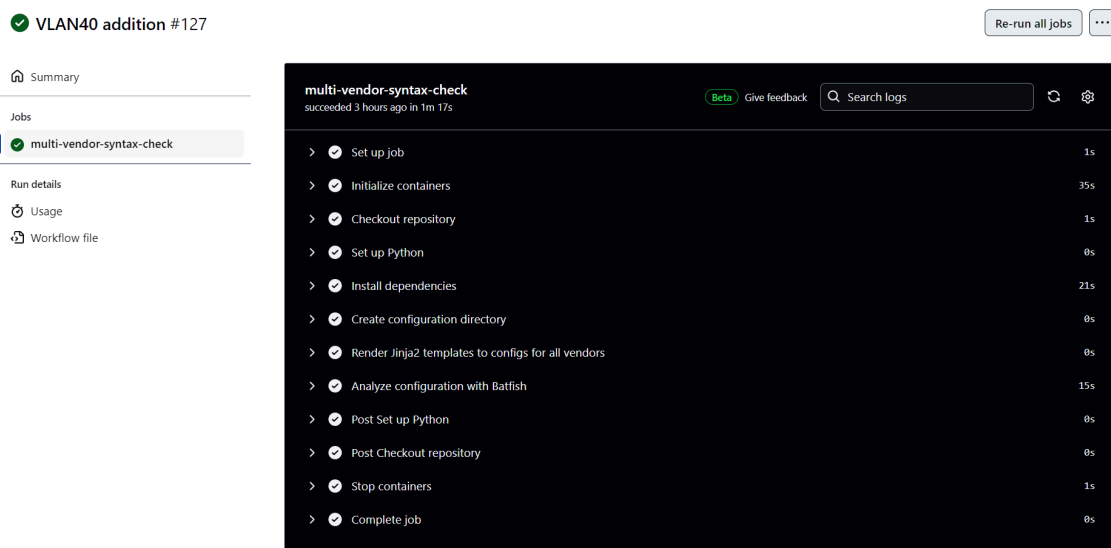 VLAN40 addition #127
Re-run all jobs
Summary
Jobs
multi-vendor-syntax-check
Run details
Usage
Workflow file
multi-vendor-syntax-check
succeeded 3 hours ago in 1m 17s
Beta Give feedback
Search logs
Set up job 1s
Initialize containers 35s
Checkout repository 1s
Set up Python 0s
Install dependencies 21s
Create configuration directory 0s
Render Jinja2 templates to configs for all vendors 0s
Analyze configuration with Batfish 15s
Post Set up Python 0s
Post Checkout repository 0s
Stop containers 1s
Complete job 0s